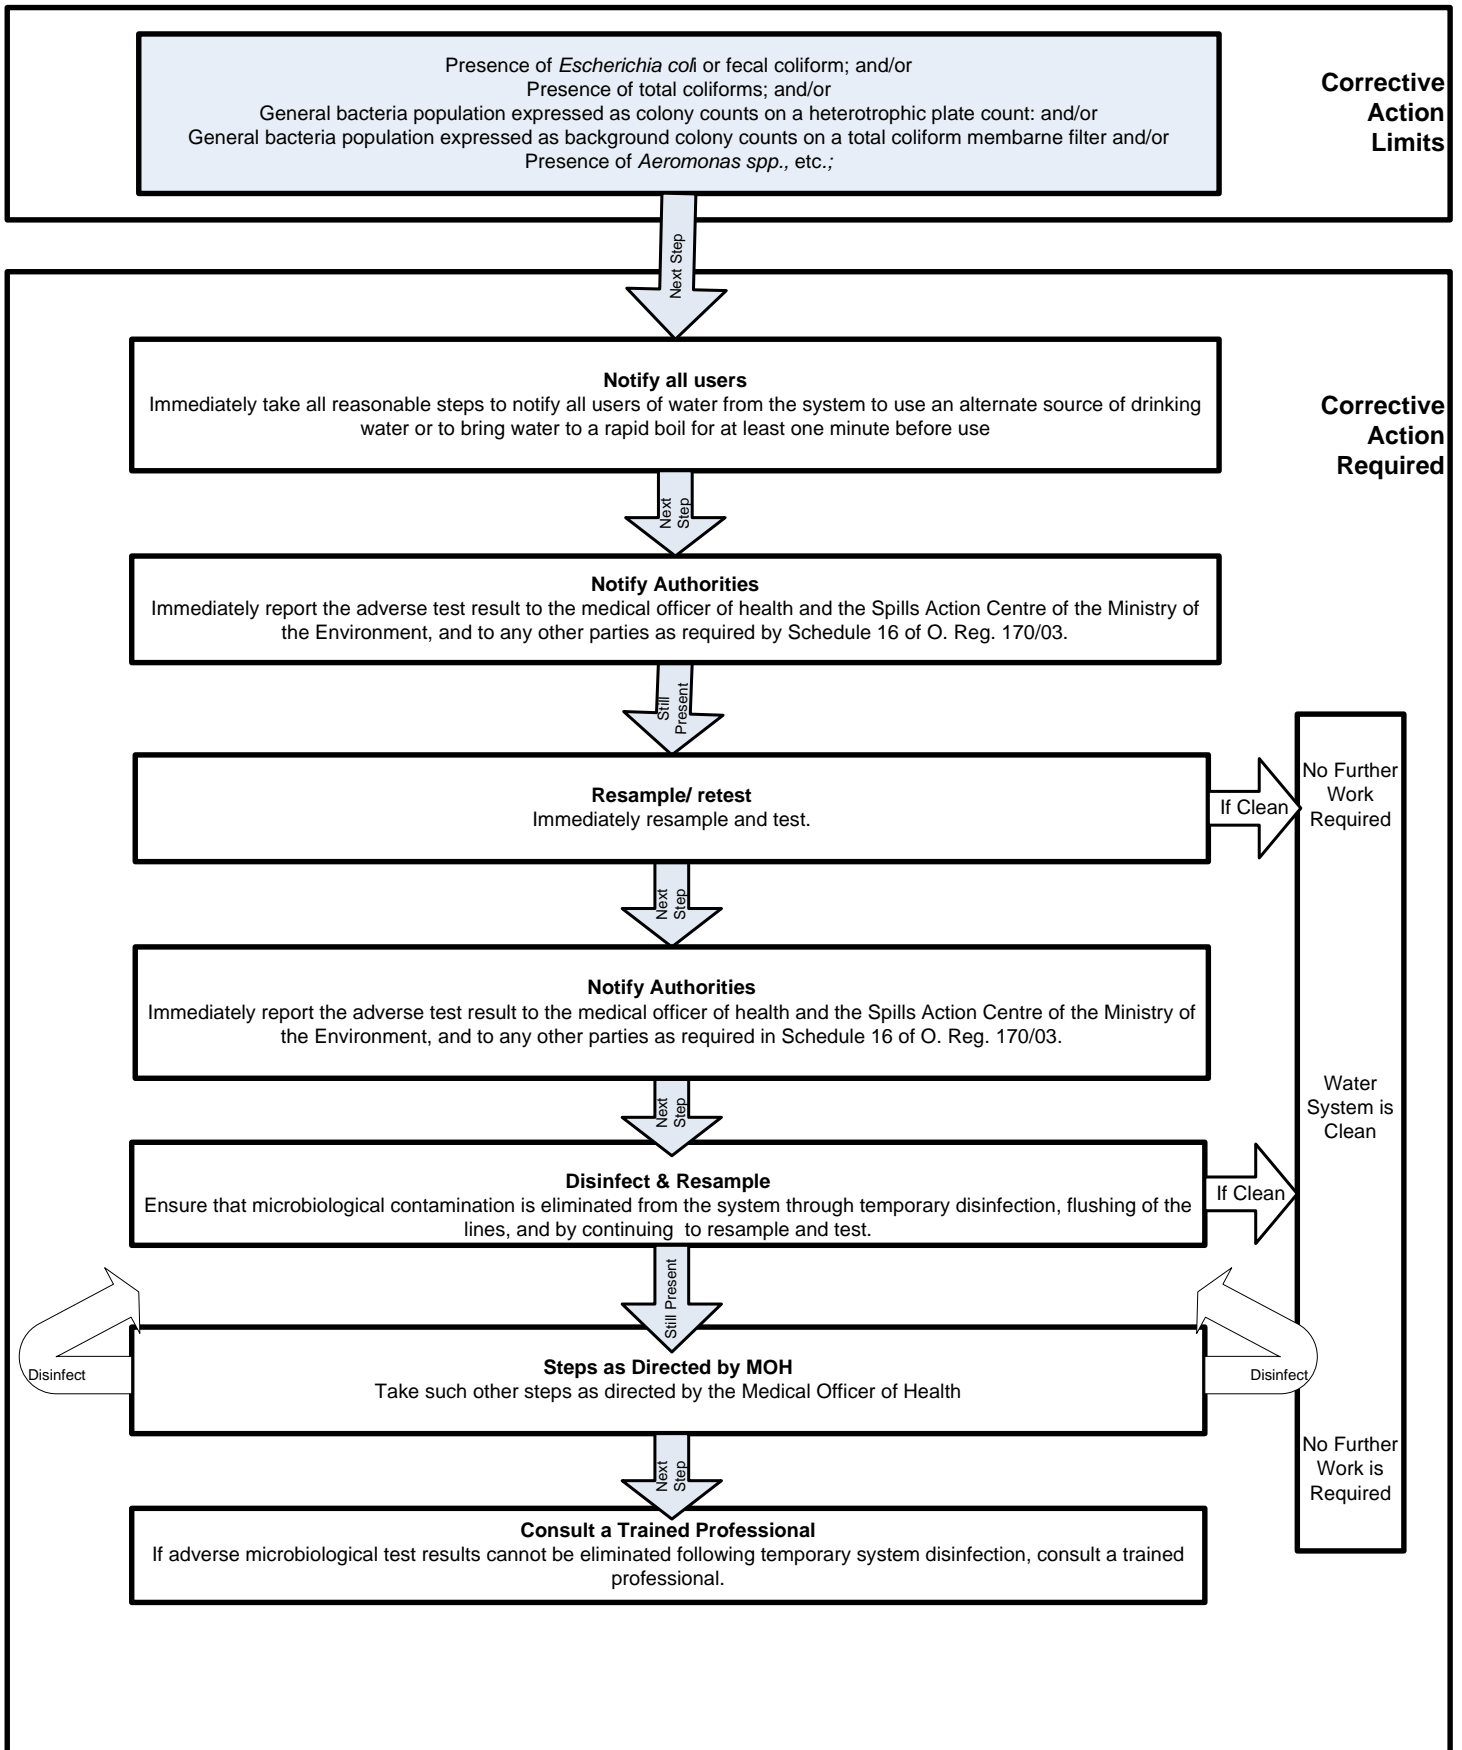 Presence of Escherichia coli or fecal coliform; and/or
Presence of total coliforms; and/or
General bacteria population expressed as colony counts on a heterotrophic plate count: and/or
General bacteria population expressed as background colony counts on a total coliform membarne filter and/or
Presence of Aeromonas spp., etc.;
Corrective
Action
Limits
Next Step
Corrective
Action
Required
Notify all users
Immediately take all reasonable steps to notify all users of water from the system to use an alternate source of drinking
water or to bring water to a rapid boil for at least one minute before use
Next
Step
Notify Authorities
Immediately report the adverse test result to the medical officer of health and the Spills Action Centre of the Ministry of
the Environment, and to any other parties as required by Schedule 16 of O. Reg. 170/03.
Still
Present
Resample/ retest
Immediately resample and test.
If Clean
No Further
Work
Required
Next
Step
Notify Authorities
Immediately report the adverse test result to the medical officer of health and the Spills Action Centre of the Ministry of
the Environment, and to any other parties as required in Schedule 16 of O. Reg. 170/03.
Water
System is
Clean
Next
Step
Disinfect & Resample
Ensure that microbiological contamination is eliminated from the system through temporary disinfection, flushing of the
lines, and by continuing to resample and test.
If Clean
Still Present
Disinfect
Steps as Directed by MOH
Take such other steps as directed by the Medical Officer of Health
Disinfect
Next
Step
No Further
Work is
Required
Consult a Trained Professional
If adverse microbiological test results cannot be eliminated following temporary system disinfection, consult a trained
professional.